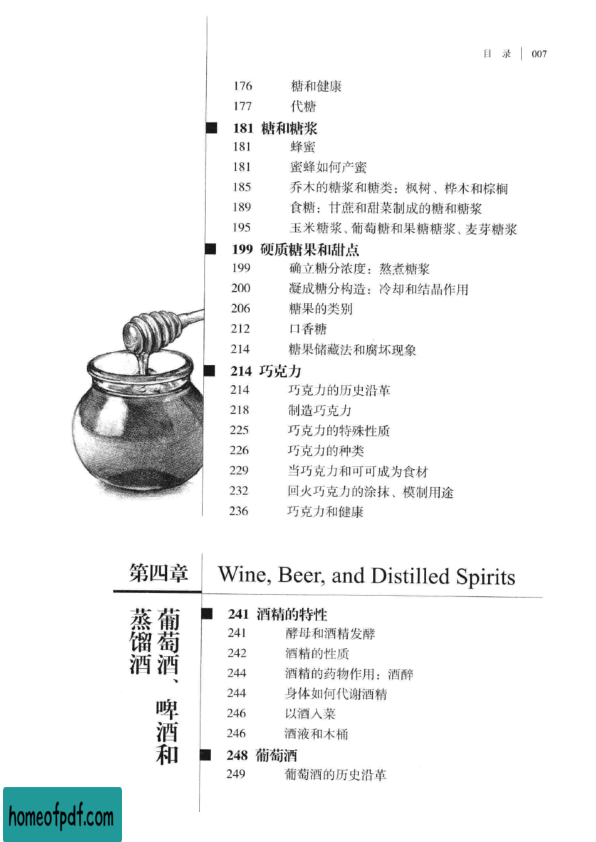 目 录 | 007
176 糖和健康
177 代糖
■ 181 糖和糖浆
181 蜂蜜
181 蜜蜂如何产蜜
185 乔木的糖浆和糖类：枫树、桦木和棕榈
189 食糖：甘蔗和甜菜制成的糖和糖浆
195 玉米糖浆、葡萄糖和果糖糖浆、麦芽糖浆
■ 199 硬质糖果和甜点
199 确立糖分浓度：熬煮糖浆
200 凝成糖分构造：冷却和结晶作用
206 糖果的类别
212 口香糖
214 糖果储藏法和腐坏现象
■ 214 巧克力
214 巧克力的历史沿革
218 制造巧克力
225 巧克力的特殊性质
226 巧克力的种类
229 当巧克力和可可成为食材
232 回火巧克力的涂抹、模制用途
236 巧克力和健康
第四章 Wine, Beer, and Distilled Spirits
葡萄酒、啤酒和
蒸馏酒
■ 241 酒精的特性
241 酵母和酒精发酵
242 酒精的性质
244 酒精的药物作用：酒醉
244 身体如何代谢酒精
246 以酒入菜
246 酒液和木桶
■ 248 葡萄酒
249 葡萄酒的历史沿革
homeofpdf.com